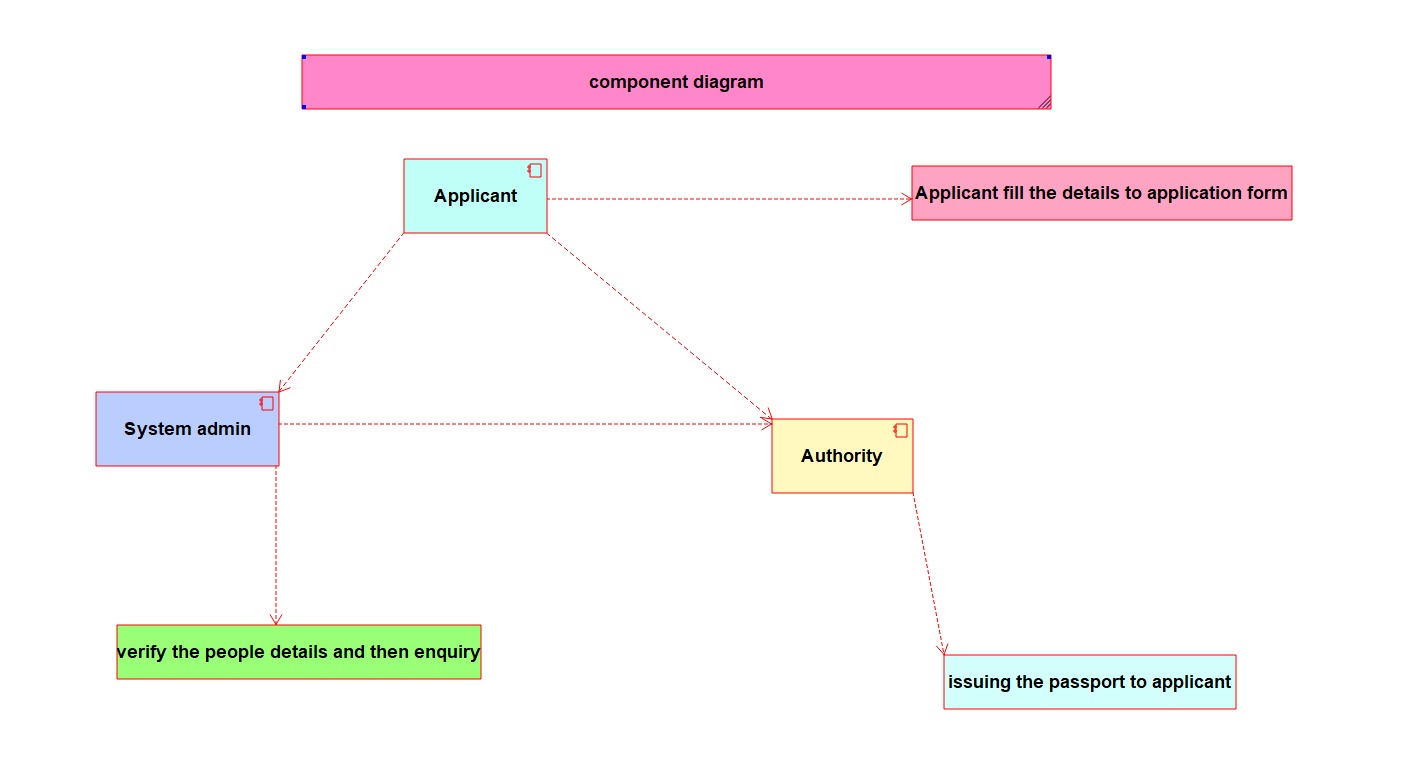 component diagram
Applicant
Applicant fill the details to application form
System admin
Authority
verify the people details and then enquiry
issuing the passport to applicant